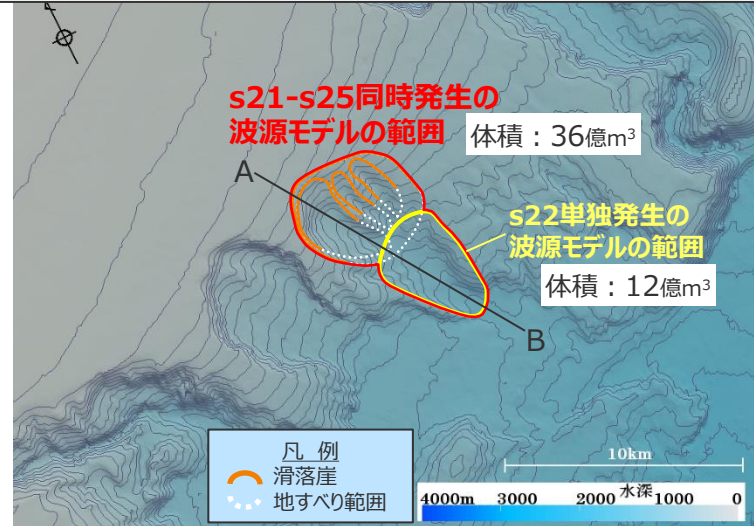 s21-s25同時発生の
波源モデルの範囲
体積：36億m³
A
s22単独発生の
波源モデルの範囲
体積：12億m³
B
凡 例
滑落崖
地すべり範囲
10km
水深
4000m 3000 2000 1000 0